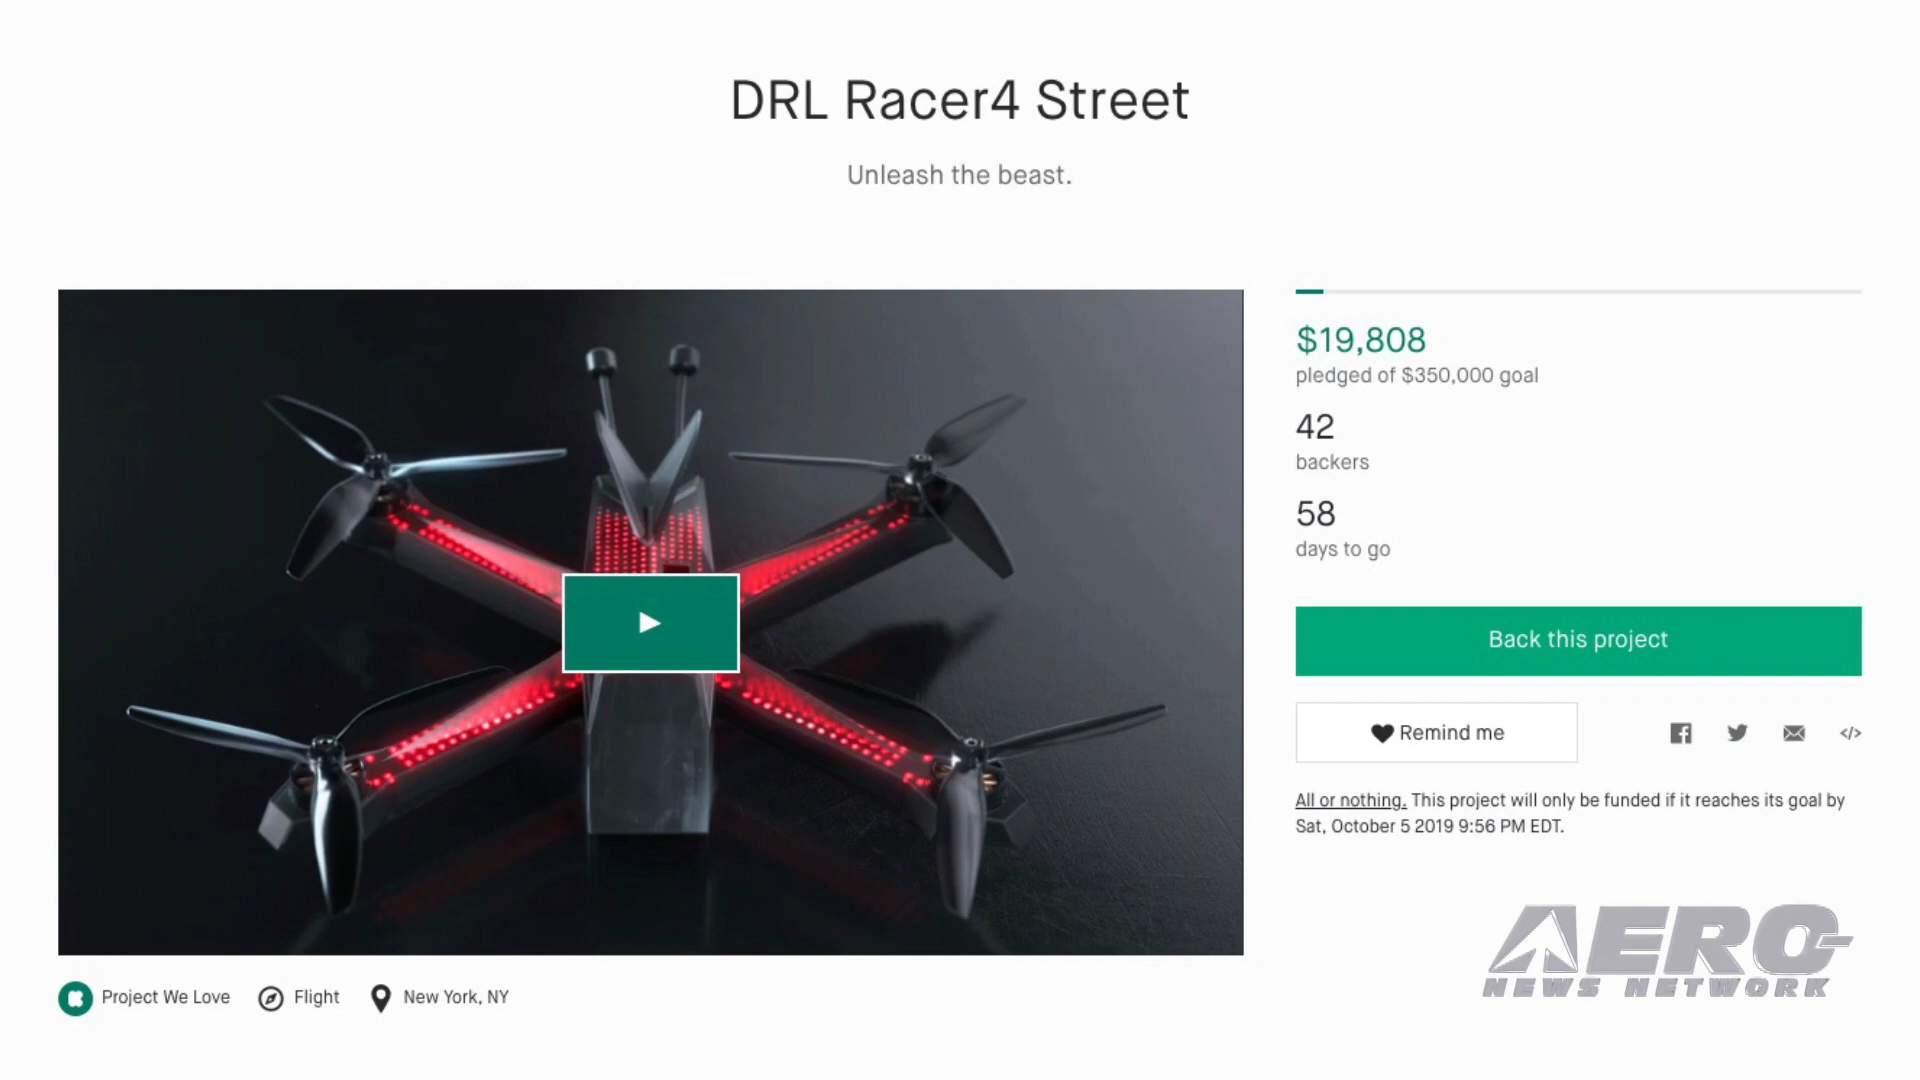 DRL Racer4 Street
Unleash the beast.
$19,808
pledged of $350,000 goal
42
backers
58
days to go
Back this project
Remind me
</>
All or nothing. This project will only be funded if it reaches its goal by
Sat, October 5 2019 9:56 PM EDT.
Project We Love
Flight
New York, NY
AERO-
NEWS NETWORK